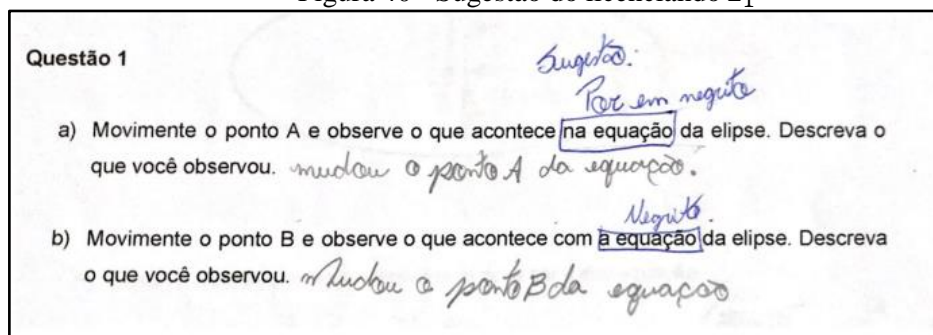 Figura 40 - Sugestão do licenciando 21
Questão 1
Sugestão:
Por em negrito
a) Movimente o ponto A e observe o que acontece na equação da elipse. Descreva o
que você observou. mudou o ponto A da equação.
Negrito.
b) Movimente o ponto B e observe o que acontece com a equação da elipse. Descreva
o que você observou. Mudou o ponto B da equação